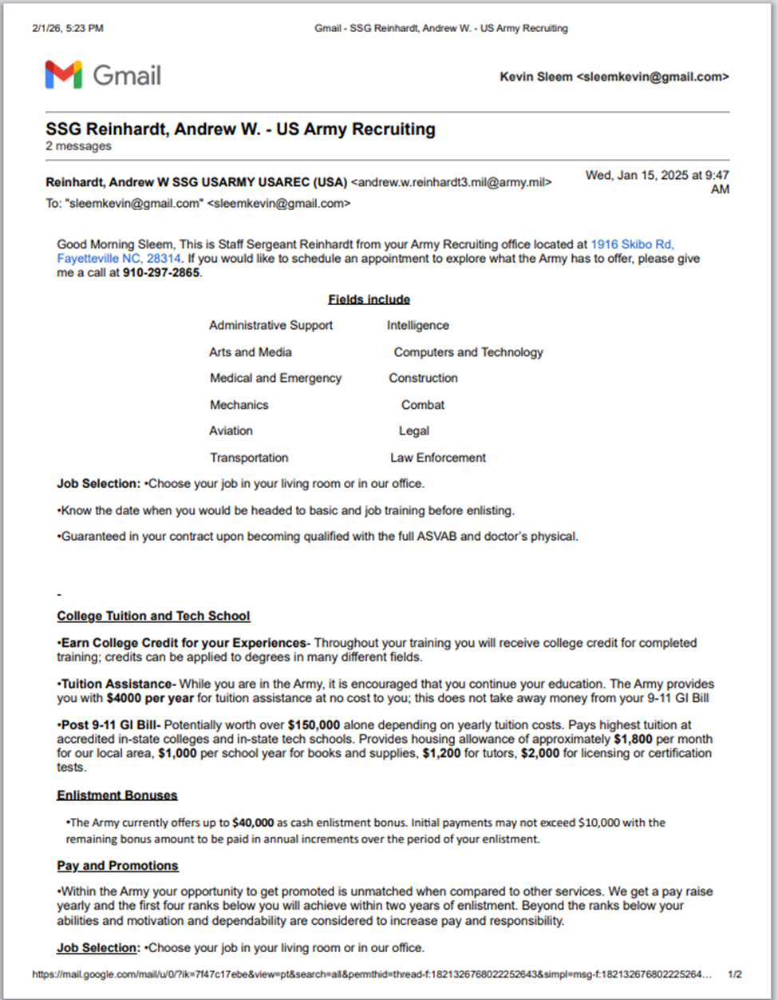 2/1/26, 5:23 PM Gmail - SSG Reinhardt, Andrew W. - US Army Recruiting
Gmail Kevin Sleem <sleemkevin@gmail.com>
SSG Reinhardt, Andrew W. - US Army Recruiting
2 messages
Reinhardt, Andrew W SSG USARMY USAREC (USA) <andrew.w.reinhardt3.mil@army.mil> Wed, Jan 15, 2025 at 9:47
AM
To: "sleemkevin@gmail.com" <sleemkevin@gmail.com>
Good Morning Sleem, This is Staff Sergeant Reinhardt from your Army Recruiting office located at 1916 Skibo Rd,
Fayetteville NC, 28314. If you would like to schedule an appointment to explore what the Army has to offer, please give
me a call at 910-297-2865.
Fields include
Administrative Support Intelligence
Arts and Media Computers and Technology
Medical and Emergency Construction
Mechanics Combat
Aviation Legal
Transportation Law Enforcement
Job Selection: •Choose your job in your living room or in our office.
•Know the date when you would be headed to basic and job training before enlisting.
•Guaranteed in your contract upon becoming qualified with the full ASVAB and doctor's physical.
-
College Tuition and Tech School
•Earn College Credit for your Experiences- Throughout your training you will receive college credit for completed
training; credits can be applied to degrees in many different fields.
•Tuition Assistance- While you are in the Army, it is encouraged that you continue your education. The Army provides
you with $4000 per year for tuition assistance at no cost to you; this does not take away money from your 9-11 GI Bill
•Post 9-11 GI Bill- Potentially worth over $150,000 alone depending on yearly tuition costs. Pays highest tuition at
accredited in-state colleges and in-state tech schools. Provides housing allowance of approximately $1,800 per month
for our local area, $1,000 per school year for books and supplies, $1,200 for tutors, $2,000 for licensing or certification
tests.
Enlistment Bonuses
•The Army currently offers up to $40,000 as cash enlistment bonus. Initial payments may not exceed $10,000 with the
remaining bonus amount to be paid in annual increments over the period of your enlistment.
Pay and Promotions
•Within the Army your opportunity to get promoted is unmatched when compared to other services. We get a pay raise
yearly and the first four ranks below you will achieve within two years of enlistment. Beyond the ranks below your
abilities and motivation and dependability are considered to increase pay and responsibility.
Job Selection: •Choose your job in your living room or in our office.
https://mail.google.com/mail/u/0/?ik=7f47c17ebe&view=pt&search=all&permthid=thread-f:1821326768022252643&simpl=msg-f:182132676802225264… 1/2